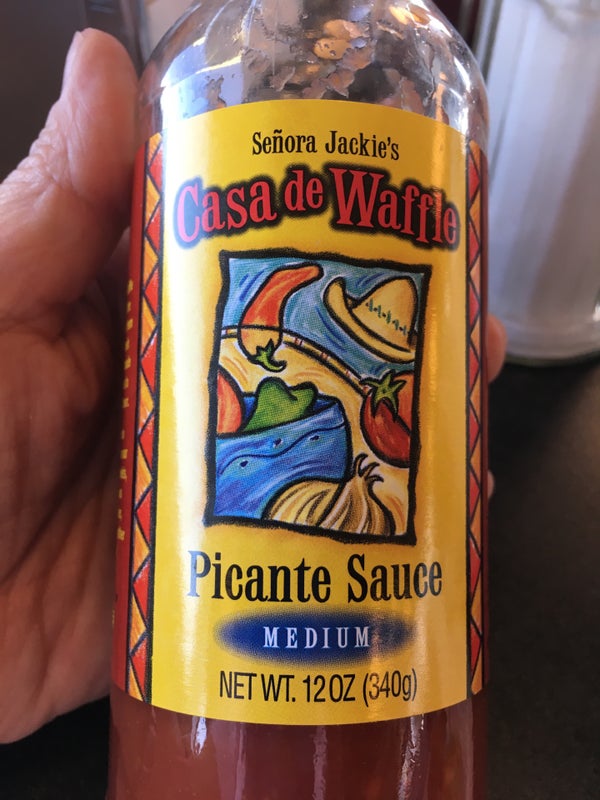 Señora Jackie's
Casa de Waffle
Picante Sauce
MEDIUM
NET WT. 12 OZ (340g)